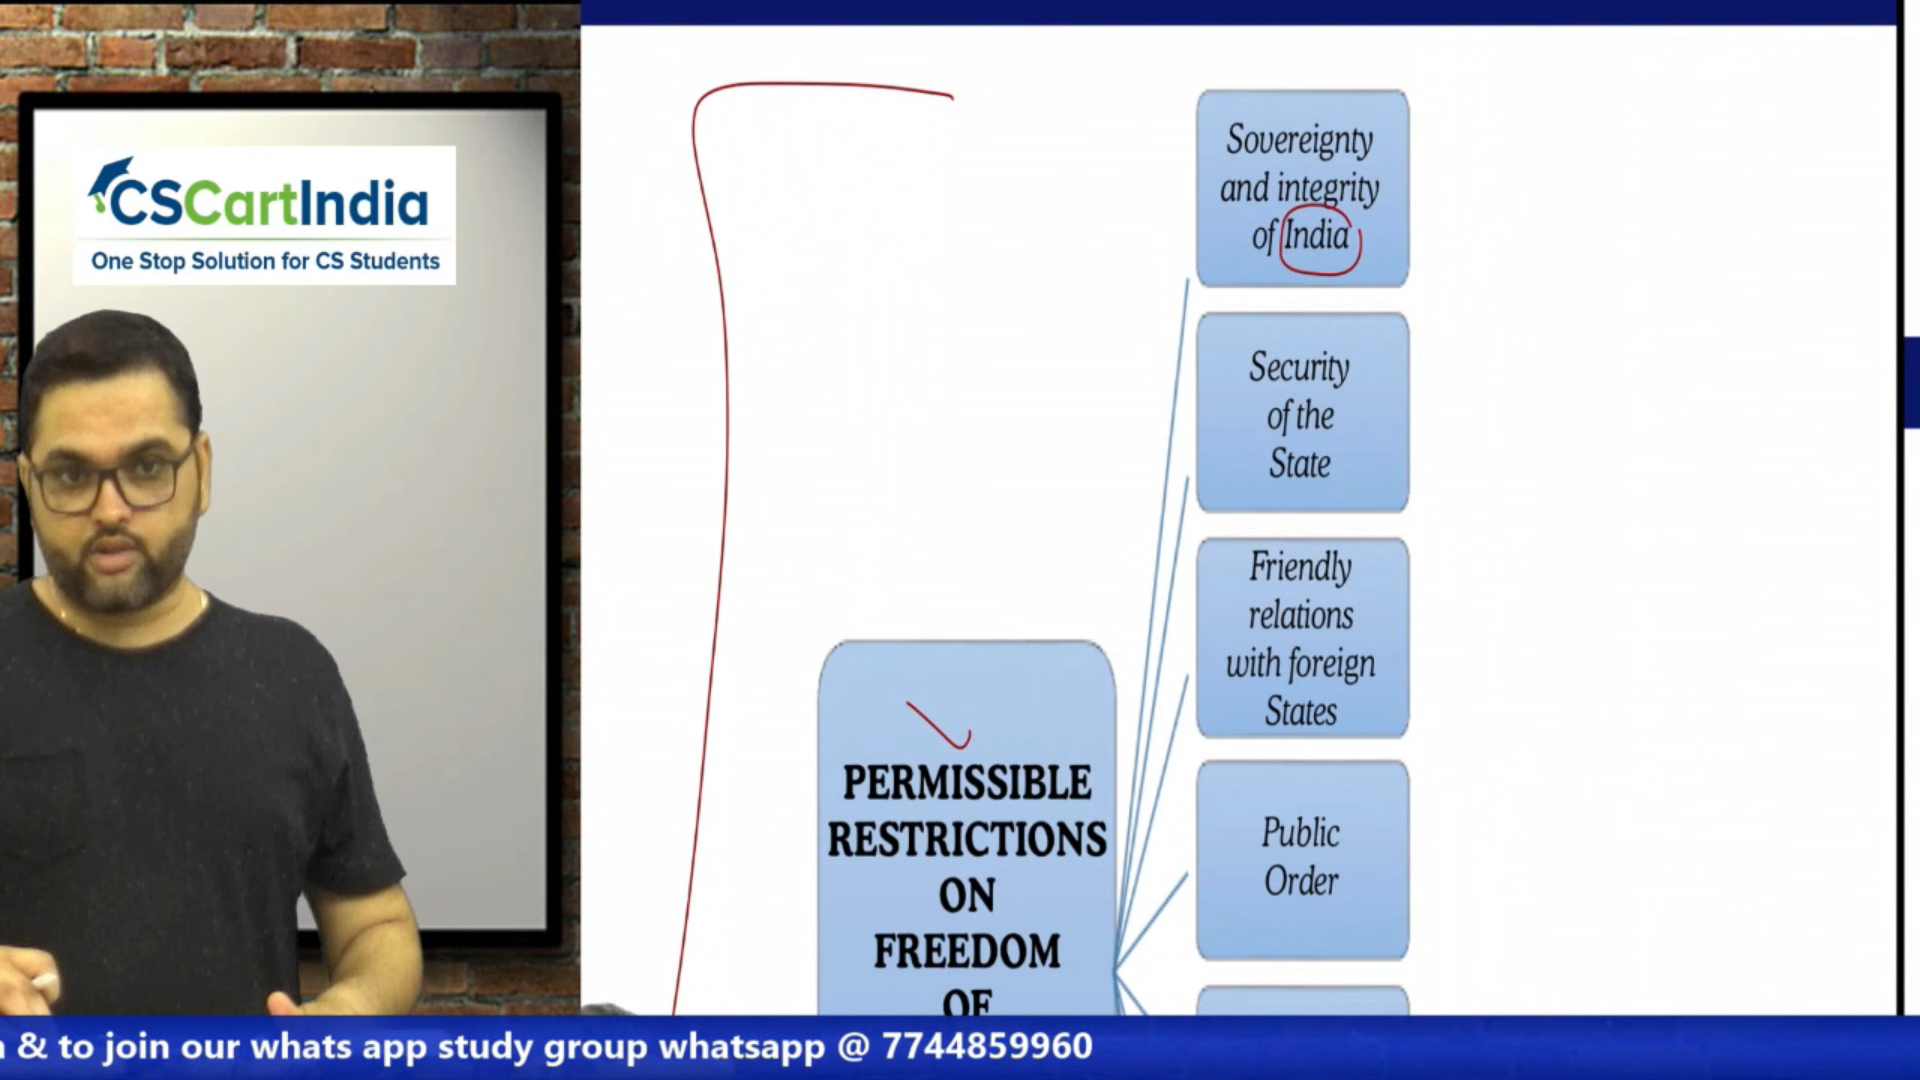 CSCartIndia
One Stop Solution for CS Students
Sovereignty
and integrity
of India
Security
of the
State
Friendly
relations
with foreign
States
Public
Order
PERMISSIBLE
RESTRICTIONS
ON
FREEDOM
OF
& to join our whats app study group whatsapp @ 7744859960